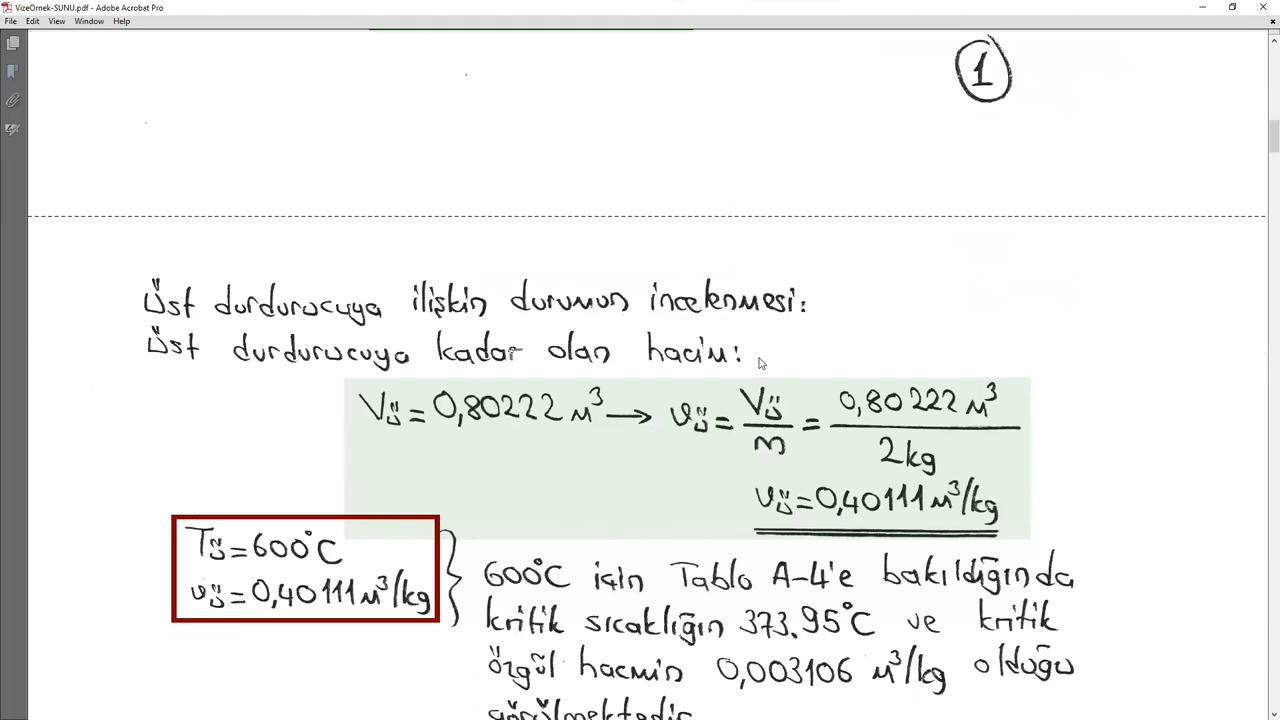 VizeOrnek-SUNU.pdf - Adobe Acrobat Pro
File Edit View Window Help
1
Üst durdurucuya ilişkin durumun incelenmesi:
Üst durdurucuya kadar olan hacim:
Vü = 0,80222 m³ → vü = Vü/m = 0,80222 m³ / 2 kg
vü = 0,40111 m³/kg
Tü = 600°C
vü = 0,40111 m³/kg
600°C için Tablo A-4'e bakıldığında
kritik sıcaklığın 373.95°C ve kritik
özgül hacmin 0,003106 m³/kg olduğu
görülmektedir